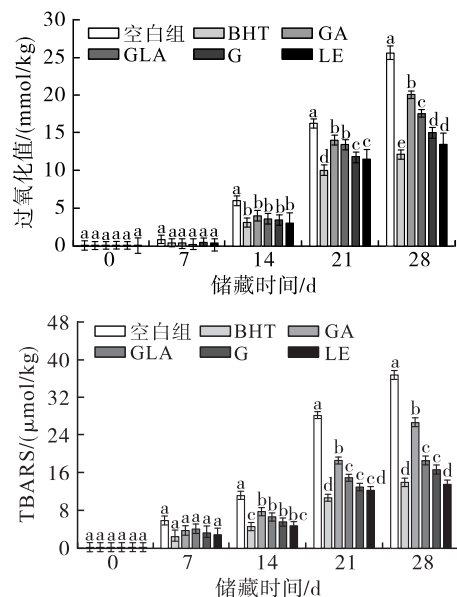 30
空白组 BHT GA
GLA G LE
25
20
15
10
5
0
过氧化值/(mmol/kg)
a a a a a a
a a a a a a
a b b b b b
a d b b c c
a e b c d d
0 7 14 21 28
储藏时间/d
48
空白组 BHT GA
GLA G LE
40
32
24
16
8
0
TBARS/(μmol/kg)
a a a a a a
a a a a a a
a c b b b bc
a d b c c d c d
a d b c c d
0 7 14 21 28
储藏时间/d